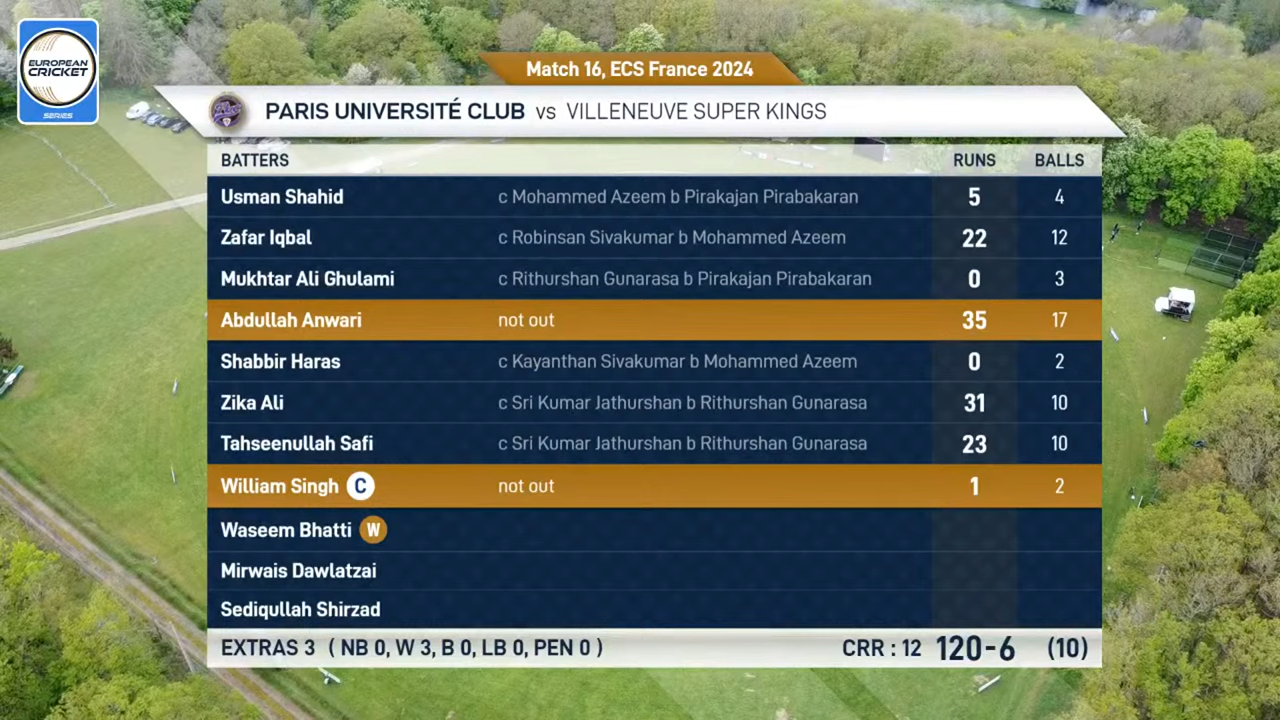 EUROPEAN
CRICKET
SERIES
Match 16, ECS France 2024
PARIS UNIVERSITÉ CLUB vs VILLENEUVE SUPER KINGS
BATTERS RUNS BALLS
Usman Shahid c Mohammed Azeem b Pirakajan Pirabakaran 5 4
Zafar Iqbal c Robinsan Sivakumar b Mohammed Azeem 22 12
Mukhtar Ali Ghulami c Rithurshan Gunarasa b Pirakajan Pirabakaran 0 3
Abdullah Anwari not out 35 17
Shabbir Haras c Kayanthan Sivakumar b Mohammed Azeem 0 2
Zika Ali c Sri Kumar Jathurshan b Rithurshan Gunarasa 31 10
Tahseenullah Safi c Sri Kumar Jathurshan b Rithurshan Gunarasa 23 10
William Singh C not out 1 2
Waseem Bhatti W
Mirwais Dawlatzai
Sediqullah Shirzad
EXTRAS 3 ( NB 0, W 3, B 0, LB 0, PEN 0 ) CRR : 12 120-6 (10)